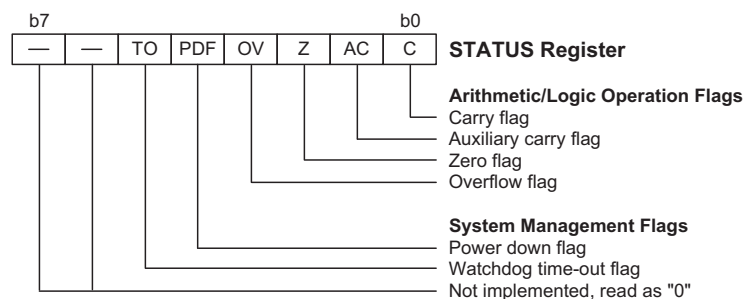 b7 b0
— — TO PDF OV Z AC C STATUS Register
Arithmetic/Logic Operation Flags
Carry flag
Auxiliary carry flag
Zero flag
Overflow flag
System Management Flags
Power down flag
Watchdog time-out flag
Not implemented, read as "0"